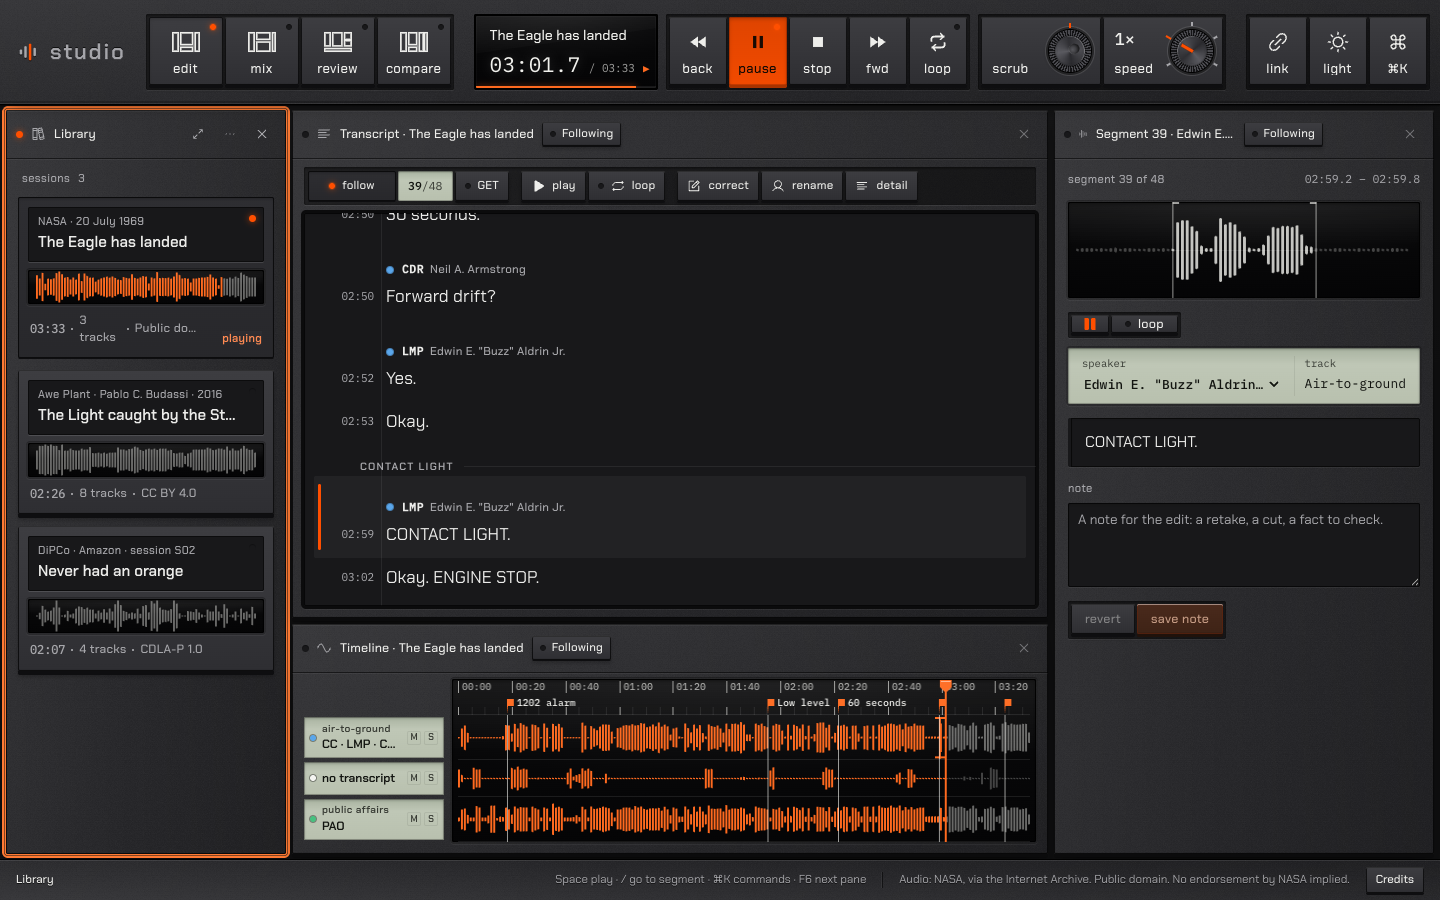 studio
edit
mix
review
compare
The Eagle has landed
03:01.7 / 03:33
back
pause
stop
fwd
loop
scrub
1×
speed
link
light
⌘
⌘K
Library
sessions 3
NASA · 20 July 1969
The Eagle has landed
03:33 · 3 tracks · Public do...
playing
Awe Plant · Pablo C. Budassi · 2016
The Light caught by the St...
02:26 · 8 tracks · CC BY 4.0
DiPCo · Amazon · session S02
Never had an orange
02:07 · 4 tracks · CDLA-P 1.0
Transcript · The Eagle has landed
Following
follow
39/48
GET
play
loop
correct
rename
detail
02:50 30 seconds.
CDR Neil A. Armstrong
02:50 Forward drift?
LMP Edwin E. "Buzz" Aldrin Jr.
02:52 Yes.
02:53 Okay.
CONTACT LIGHT
LMP Edwin E. "Buzz" Aldrin Jr.
02:59 CONTACT LIGHT.
03:02 Okay. ENGINE STOP.
Timeline · The Eagle has landed
Following
00:00 00:20 00:40 01:00 01:20 01:40 02:00 02:20 02:40 3:00 03:20
1202 alarm Low level 60 seconds
air-to-ground
CC · LMP · C... M S
no transcript M S
public affairs
PAO M S
Segment 39 · Edwin E....
Following
segment 39 of 48 02:59.2 – 02:59.8
loop
speaker track
Edwin E. "Buzz" Aldrin... Air-to-ground
CONTACT LIGHT.
note
A note for the edit: a retake, a cut, a fact to check.
revert
save note
Library
Space play · / go to segment · ⌘K commands · F6 next pane
Audio: NASA, via the Internet Archive. Public domain. No endorsement by NASA implied.
Credits